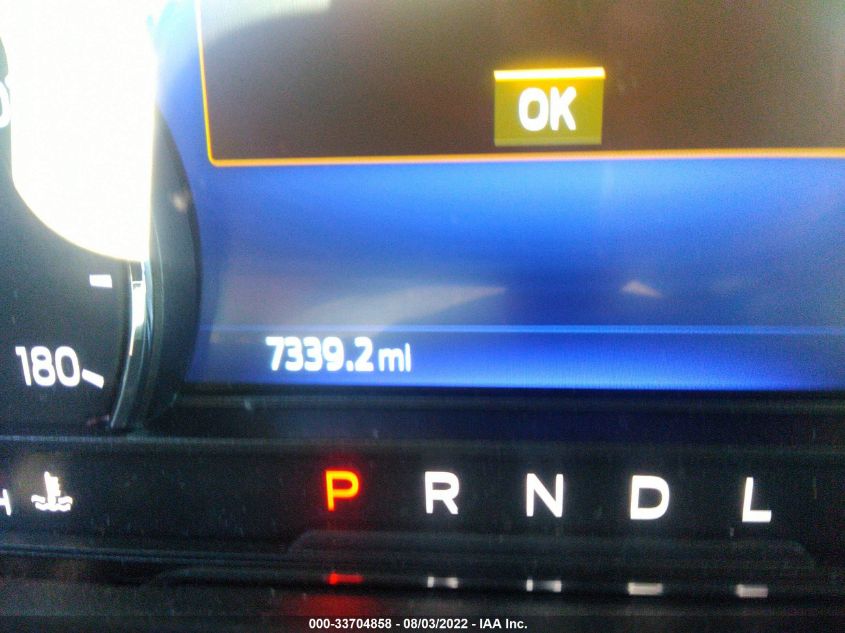 OK
7339.2 mi
180
H
P R N D L
000-33704858 - 08/03/2022 - IAA Inc.